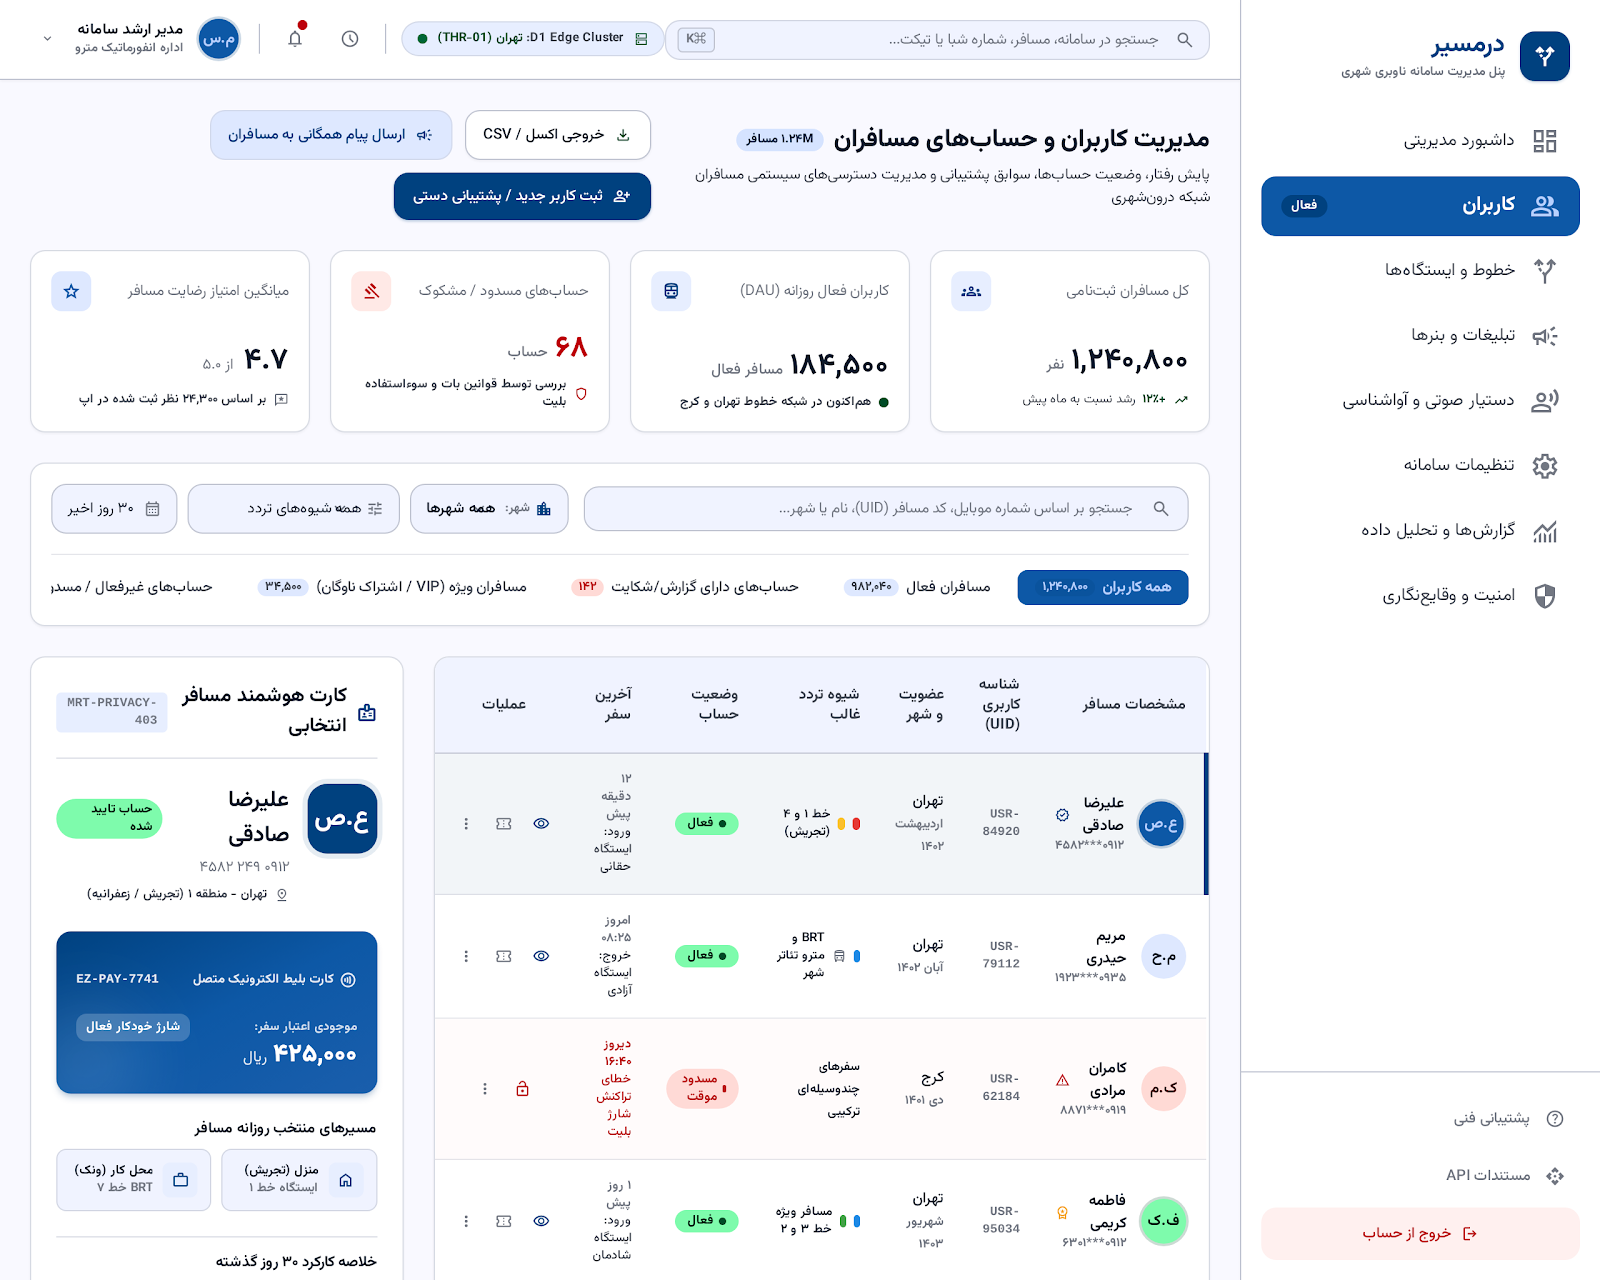 درمسیر
پنل مدیریت سامانه ناوبری شهری
داشبورد مدیریتی
کاربران
فعال
خطوط و ایستگاه‌ها
تبلیغات و بنرها
دستیار صوتی و آواشناسی
تنظیمات سامانه
گزارش‌ها و تحلیل داده
امنیت و وقایع‌نگاری
پشتیبانی فنی
مستندات API
خروج از حساب
جستجو در سامانه، مسافر، شماره شبا یا تیکت...
⌘K
D1 Edge Cluster: تهران (THR-01)
م.س
مدیر ارشد سامانه
اداره انفورماتیک مترو
مدیریت کاربران و حساب‌های مسافران
۱.۲۴M مسافر
پایش رفتار، وضعیت حساب‌ها، سوابق پشتیبانی و مدیریت دسترسی‌های سیستمی مسافران
شبکه درون‌شهری
خروجی اکسل / CSV
ارسال پیام همگانی به مسافران
ثبت کاربر جدید / پشتیبانی دستی
کل مسافران ثبت‌نامی
۱,۲۴۰,۸۰۰ نفر
+۱۲٪ رشد نسبت به ماه پیش
کاربران فعال روزانه (DAU)
۱۸۴,۵۰۰ مسافر فعال
هم‌اکنون در شبکه خطوط تهران و کرج
حساب‌های مسدود / مشکوک
۶۸ حساب
بررسی توسط قوانین بات و سوءاستفاده
بلیت
میانگین امتیاز رضایت مسافر
۴.۷ از ۵.۰
بر اساس ۲۴,۳۰۰ نظر ثبت شده در اپ
جستجو بر اساس شماره موبایل، کد مسافر (UID)، نام یا شهر...
شهر: همه شهرها
همه شیوه‌های تردد
۳۰ روز اخیر
همه کاربران ۱,۲۴۰,۸۰۰
مسافران فعال ۹۸۲,۰۴۰
حساب‌های دارای گزارش/شکایت ۱۴۲
مسافران ویژه (VIP / اشتراک ناوگان) ۳۴,۵۰۰
حساب‌های غیرفعال / مسدو
مشخصات مسافر
شناسه
کاربری
(UID)
عضویت
و شهر
شیوه تردد
غالب
وضعیت
حساب
آخرین
سفر
عملیات
ع.ص
علیرضا
صادقی
۰۹۱۲***۴۵۸۲
USR-
84920
تهران
اردیبهشت
۱۴۰۲
خط ۱ و ۴
(تجریش)
فعال
۱۲
دقیقه
پیش
ورود:
ایستگاه
حقانی
م.ح
مریم
حیدری
۰۹۳۵***۱۹۲۳
USR-
79112
تهران
آبان ۱۴۰۲
BRT و
مترو تئاتر
شهر
فعال
امروز
۰۸:۲۵
خروج:
ایستگاه
آزادی
ک.م
کامران
مرادی
۰۹۱۹***۸۸۷۱
USR-
62184
کرج
دی ۱۴۰۱
سفرهای
چندوسیله‌ای
ترکیبی
مسدود
موقت
دیروز
۱۶:۴۰
خطای
تراکنش
شارژ
بلیت
ف.ک
فاطمه
کریمی
۰۹۱۲***۶۳۰۱
USR-
95034
تهران
شهریور
۱۴۰۳
مسافر ویژه
خط ۳ و ۲
فعال
۱ روز
پیش
ورود:
ایستگاه
شادمان
کارت هوشمند مسافر
انتخابی
MRT-PRIVACY-
403
ع.ص
علیرضا
صادقی
حساب تایید
شده
۰۹۱۲ ۲۴۹ ۴۵۸۲
تهران - منطقه ۱ (تجریش / زعفرانیه)
کارت بلیط الکترونیک متصل
EZ-PAY-7741
موجودی اعتبار سفر:
۴۲۵,۰۰۰ ریال
شارژ خودکار فعال
مسیرهای منتخب روزانه مسافر
منزل (تجریش)
ایستگاه خط ۱
محل کار (ونک)
BRT خط ۷
خلاصه کارکرد ۳۰ روز گذشته